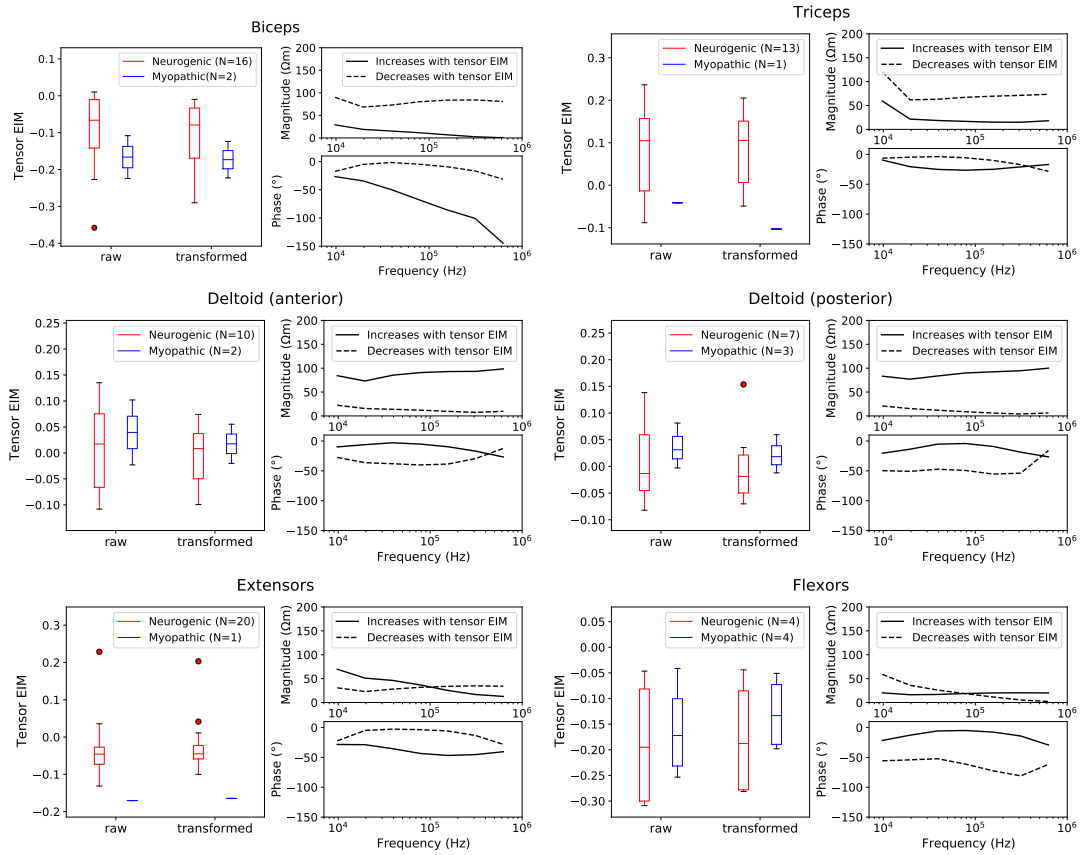 Biceps
Tensor EIM
0.1
0.0
−0.1
−0.2
−0.3
−0.4
Neurogenic (N=16)
Myopathic(N=2)
raw
transformed
Magnitude (Ωm)
200
150
100
50
0
Increases with tensor EIM
Decreases with tensor EIM
Phase (°)
0
−50
−100
−150
10⁴
10⁵
10⁶
Frequency (Hz)
Triceps
Tensor EIM
0.3
0.2
0.1
0.0
−0.1
Neurogenic (N=13)
Myopathic (N=1)
raw
transformed
Magnitude (Ωm)
200
150
100
50
0
Increases with tensor EIM
Decreases with tensor EIM
Phase (°)
0
−50
−100
−150
10⁴
10⁵
10⁶
Frequency (Hz)
Deltoid (anterior)
Tensor EIM
0.25
0.20
0.15
0.10
0.05
0.00
−0.05
−0.10
Neurogenic (N=10)
Myopathic (N=2)
raw
transformed
Magnitude (Ωm)
200
150
100
50
0
Increases with tensor EIM
Decreases with tensor EIM
Phase (°)
0
−50
−100
−150
10⁴
10⁵
10⁶
Frequency (Hz)
Deltoid (posterior)
Tensor EIM
0.25
0.20
0.15
0.10
0.05
0.00
−0.05
−0.10
Neurogenic (N=7)
Myopathic (N=3)
raw
transformed
Magnitude (Ωm)
200
150
100
50
0
Increases with tensor EIM
Decreases with tensor EIM
Phase (°)
0
−50
−100
−150
10⁴
10⁵
10⁶
Frequency (Hz)
Extensors
Tensor EIM
0.3
0.2
0.1
−0.0
−0.1
−0.2
Neurogenic (N=20)
Myopathic (N=1)
raw
transformed
Magnitude (Ωm)
200
150
100
50
0
Increases with tensor EIM
Decreases with tensor EIM
Phase (°)
0
−50
−100
−150
10⁴
10⁵
10⁶
Frequency (Hz)
Flexors
Tensor EIM
0.05
0.00
−0.05
−0.10
−0.15
−0.20
−0.25
−0.30
Neurogenic (N=4)
Myopathic (N=4)
raw
transformed
Magnitude (Ωm)
200
150
100
50
0
Increases with tensor EIM
Decreases with tensor EIM
Phase (°)
0
−50
−100
−150
10⁴
10⁵
10⁶
Frequency (Hz)